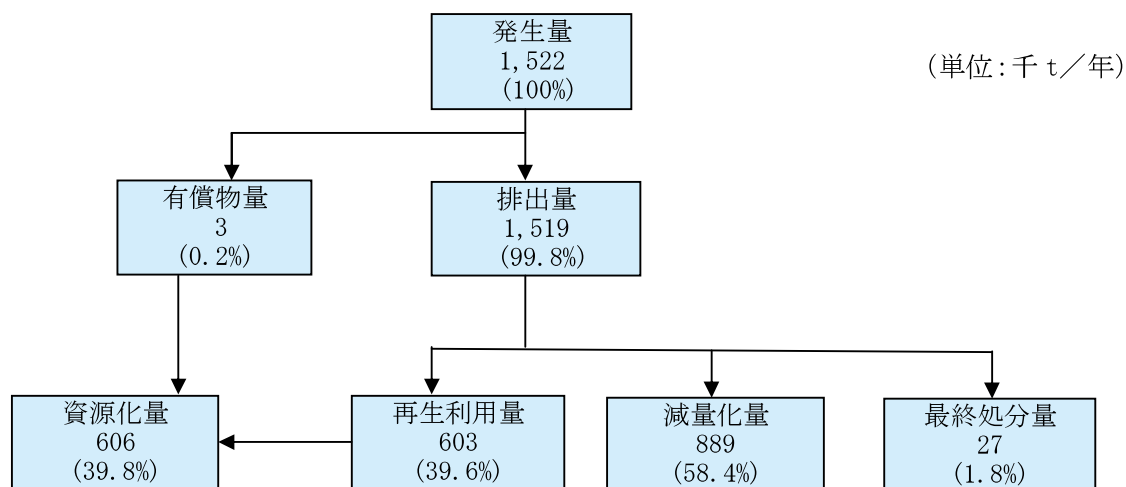 発生量
1,522
(100%)
(単位:千t/年)
有償物量
3
(0.2%)
排出量
1,519
(99.8%)
資源化量
606
(39.8%)
再生利用量
603
(39.6%)
減量化量
889
(58.4%)
最終処分量
27
(1.8%)